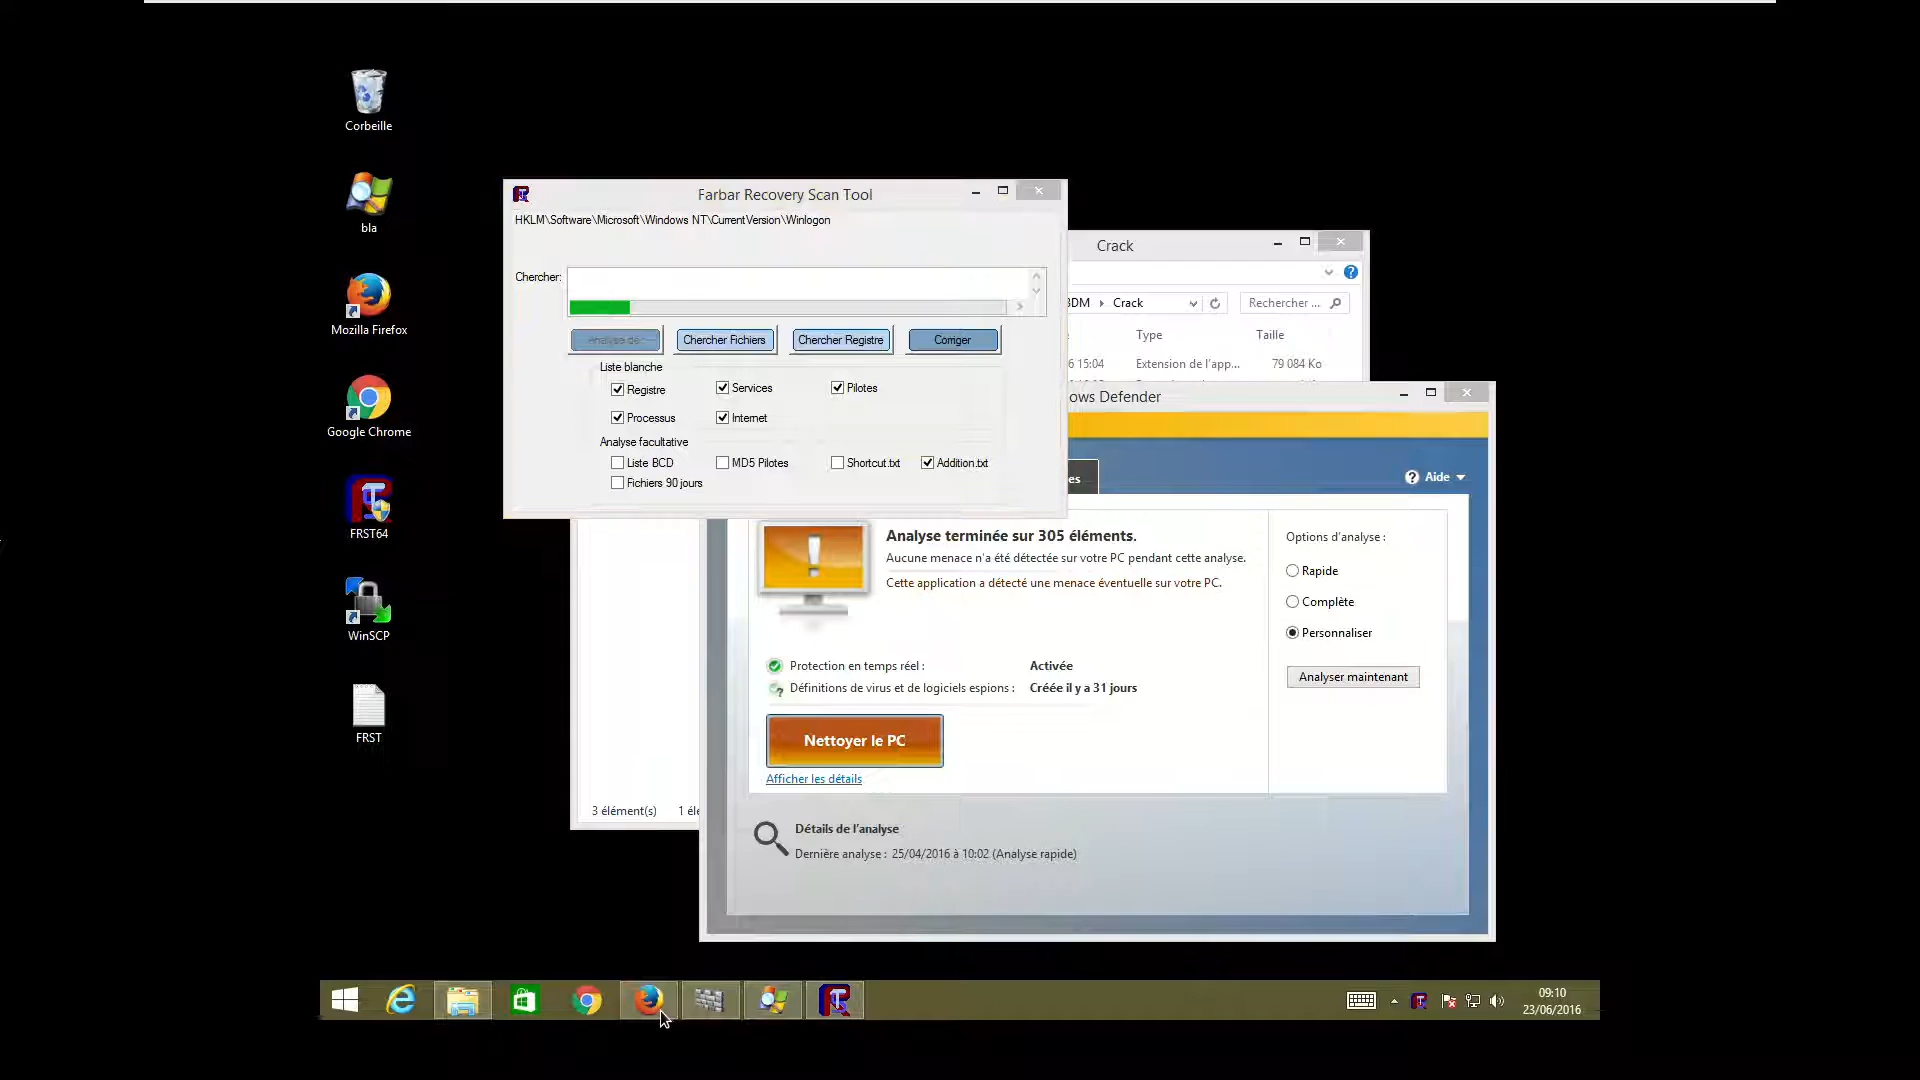 Corbeille
bla
Mozilla Firefox
Google Chrome
FRST64
WinSCP
FRST
Farbar Recovery Scan Tool
HKLM\Software\Microsoft\Windows NT\CurrentVersion\Winlogon
Chercher:
Analyse de
Chercher Fichiers
Chercher Registre
Corriger
Liste blanche
Registre
Services
Pilotes
Processus
Internet
Analyse facultative
Liste BCD
MD5 Pilotes
Shortcut.txt
Addition.txt
Fichiers 90 jours
Crack
BDM
Crack
Rechercher ...
Type
Taille
6 15:04
Extension de l'app...
79 084 Ko
ows Defender
es
Aide
Analyse terminée sur 305 éléments.
Aucune menace n'a été détectée sur votre PC pendant cette analyse.
Cette application a détecté une menace éventuelle sur votre PC.
Options d'analyse :
Rapide
Complète
Personnaliser
Analyser maintenant
Protection en temps réel :
Activée
Définitions de virus et de logiciels espions :
Créée il y a 31 jours
Nettoyer le PC
Afficher les détails
3 élément(s)
1 éle
Détails de l'analyse
Dernière analyse : 25/04/2016 à 10:02 (Analyse rapide)
09:10
23/06/2016